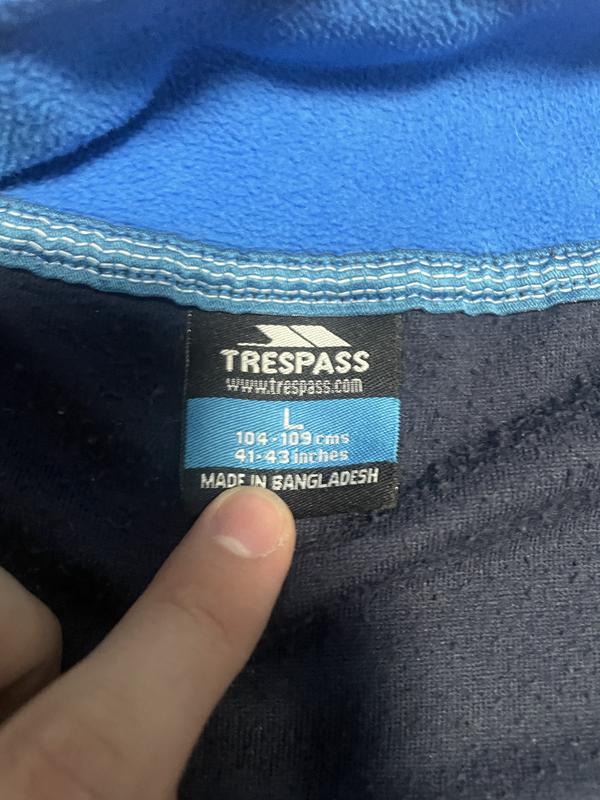 TRESPASS
www.trespass.com
L
104-109 cms
41-43 inches
MADE IN BANGLADESH